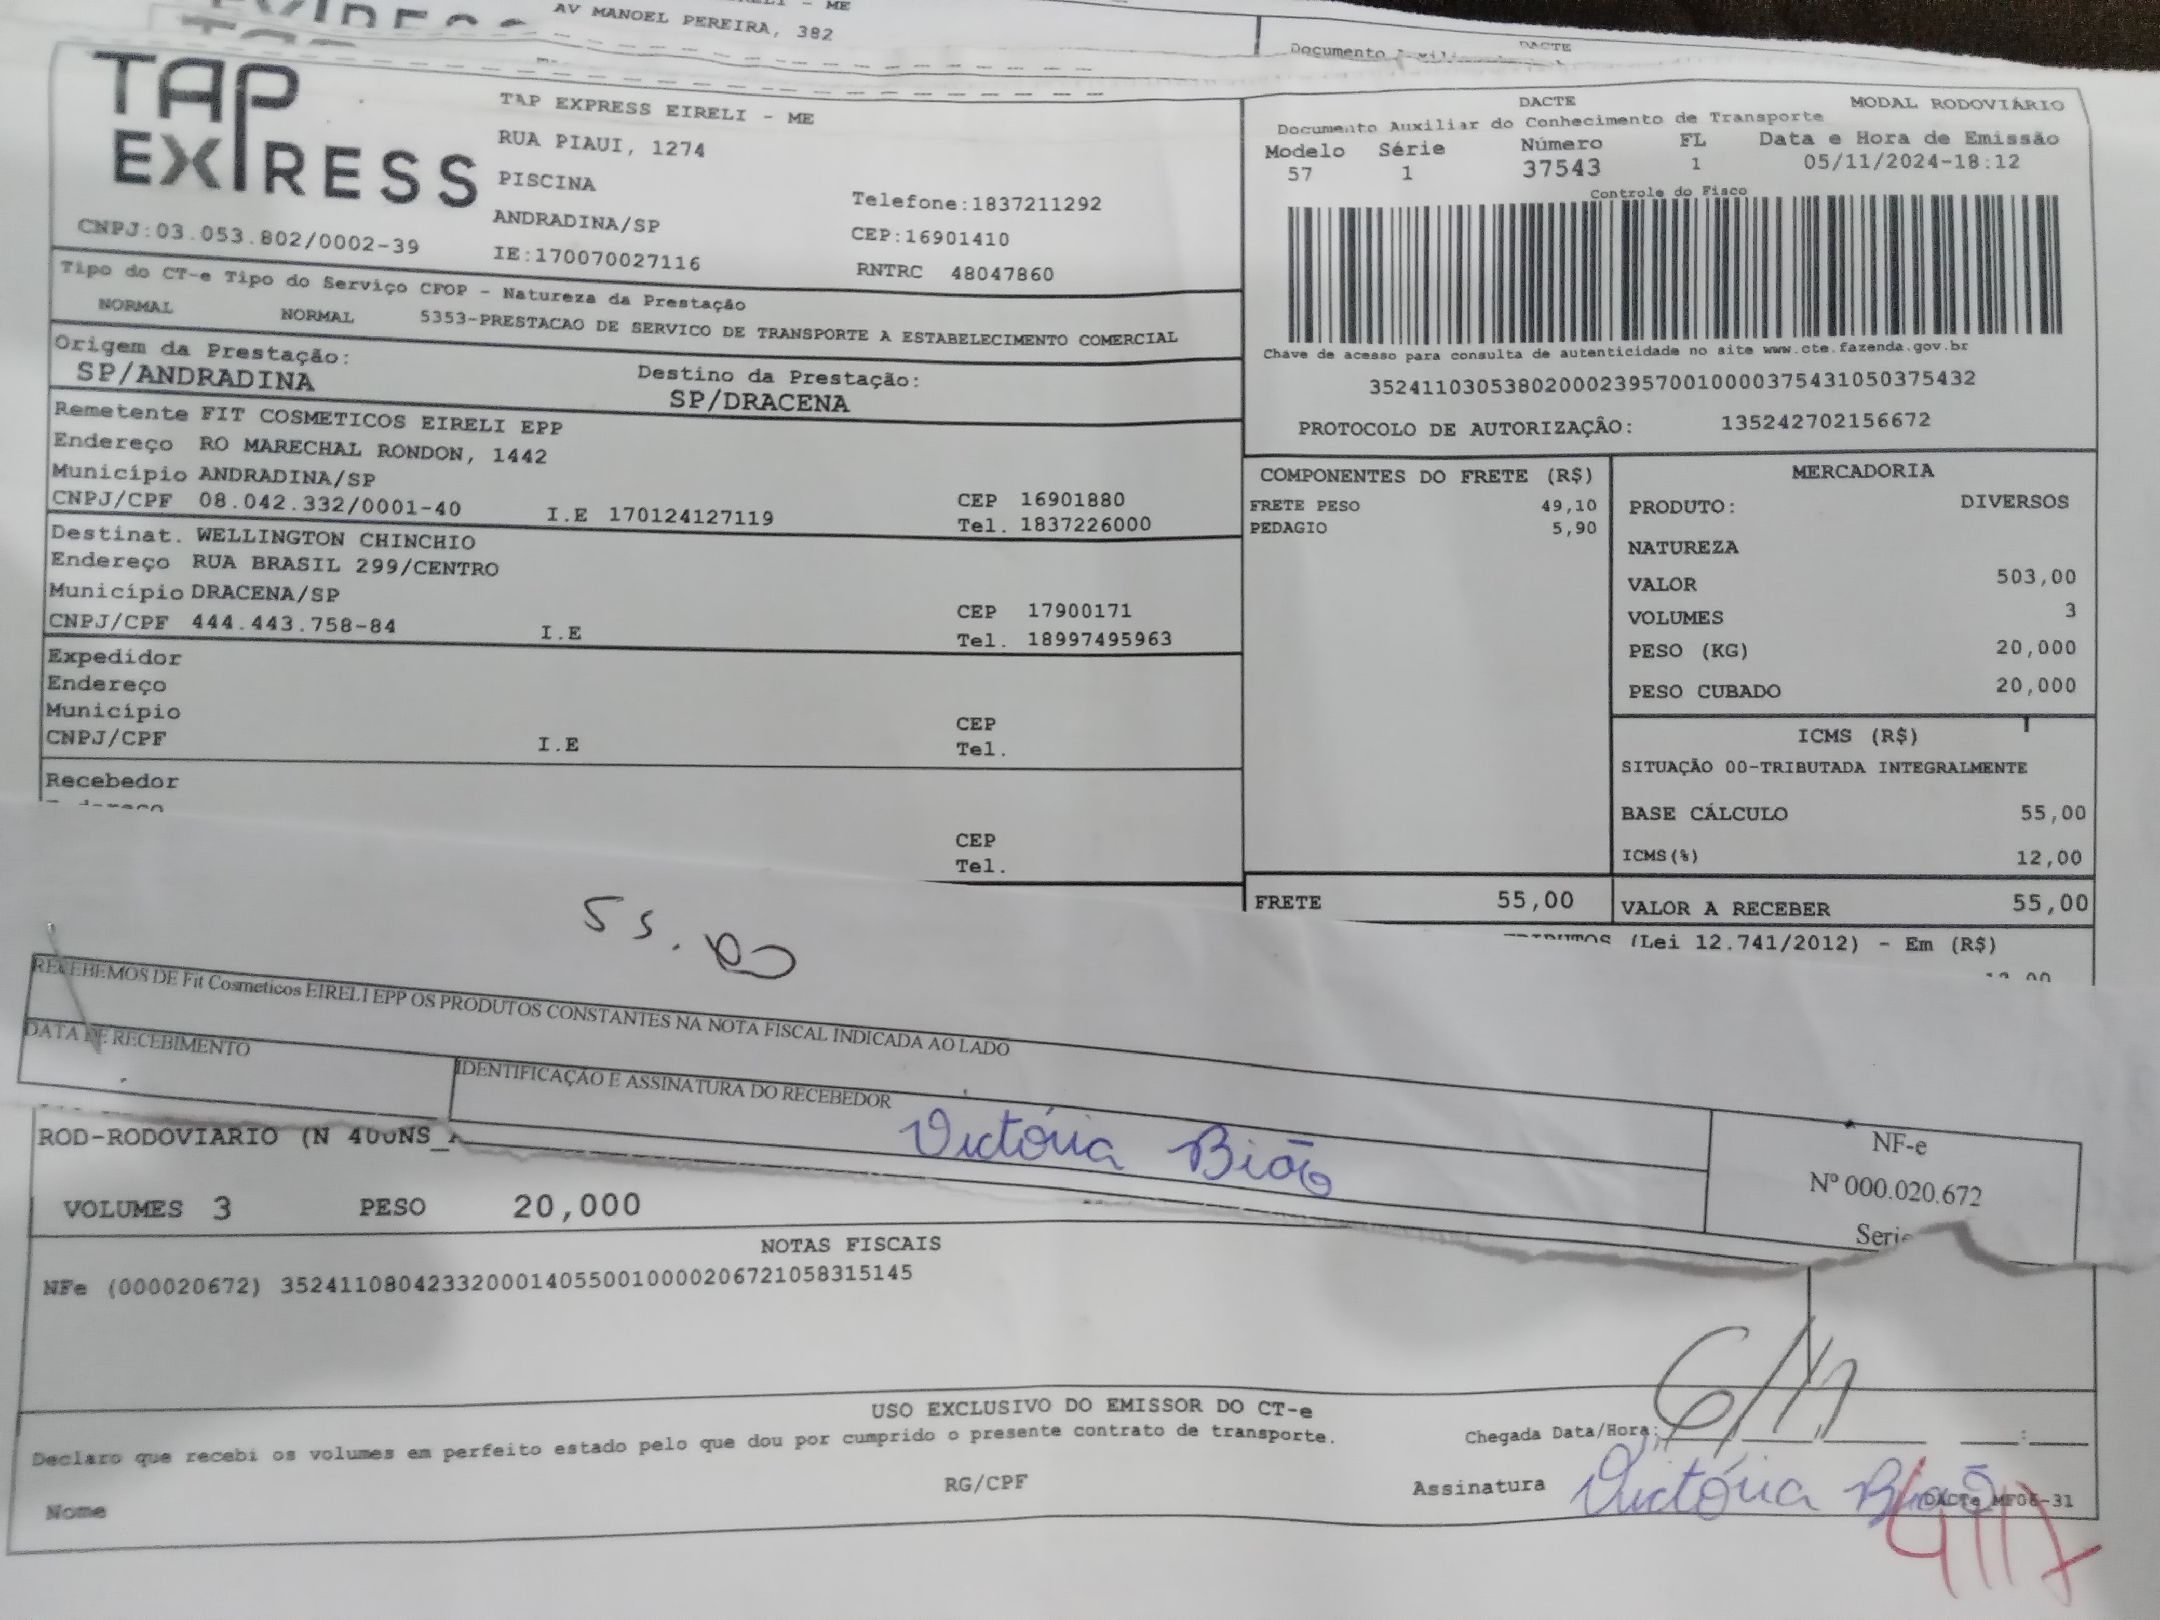 AV MANOEL PEREIRA, 382
DACTE
Documento
TAP
EXPRESS
CNPJ:03.053.802/0002-39
TAP EXPRESS EIRELI - ME
RUA PIAUI, 1274
PISCINA
ANDRADINA/SP
IE:170070027116
Telefone:1837211292
CEP:16901410
RNTRC 48047860
DACTE MODAL RODOVIÁRIO
Documento Auxiliar do Conhecimento de Transporte
Modelo Série Número FL Data e Hora de Emissão
57 1 37543 1 05/11/2024-18:12
Controle do Fisco
Chave de acesso para consulta de autenticidade no site www.cte.fazenda.gov.br
35241103053802000239570010000375431050375432
PROTOCOLO DE AUTORIZAÇÃO: 135242702156672
Tipo do CT-e Tipo do Serviço CFOP - Natureza da Prestação
NORMAL NORMAL 5353-PRESTACAO DE SERVICO DE TRANSPORTE A ESTABELECIMENTO COMERCIAL
Origem da Prestação: Destino da Prestação:
SP/ANDRADINA SP/DRACENA
Remetente FIT COSMETICOS EIRELI EPP
Endereço RO MARECHAL RONDON, 1442
Município ANDRADINA/SP CEP 16901880
CNPJ/CPF 08.042.332/0001-40 I.E 170124127119 Tel. 1837226000
Destinat. WELLINGTON CHINCHIO
Endereço RUA BRASIL 299/CENTRO
Município DRACENA/SP CEP 17900171
CNPJ/CPF 444.443.758-84 I.E Tel. 18997495963
Expedidor
Endereço
Município CEP
CNPJ/CPF I.E Tel.
Recebedor
CEP
Tel.
COMPONENTES DO FRETE (R$)
FRETE PESO 49,10
PEDAGIO 5,90
FRETE 55,00
MERCADORIA
PRODUTO: DIVERSOS
NATUREZA
VALOR 503,00
VOLUMES 3
PESO (KG) 20,000
PESO CUBADO 20,000
ICMS (R$)
SITUAÇÃO 00-TRIBUTADA INTEGRALMENTE
BASE CÁLCULO 55,00
ICMS(%) 12,00
VALOR A RECEBER 55,00
(Lei 12.741/2012) - Em (R$)
55.00
RECEBEMOS DE Fit Cosmeticos EIRELI EPP OS PRODUTOS CONSTANTES NA NOTA FISCAL INDICADA AO LADO
DATA DE RECEBIMENTO
IDENTIFICAÇÃO E ASSINATURA DO RECEBEDOR
Victória Bião
NF-e
Nº 000.020.672
Serie
ROD-RODOVIARIO (N 400NS_
VOLUMES 3 PESO 20,000
NOTAS FISCAIS
NFe (000020672) 35241108042332000140550010000206721058315145
USO EXCLUSIVO DO EMISSOR DO CT-e
Declaro que recebi os volumes em perfeito estado pelo que dou por cumprido o presente contrato de transporte.
Chegada Data/Hora: 6/11
Nome RG/CPF Assinatura Victória Bião
DACTe MF06-31